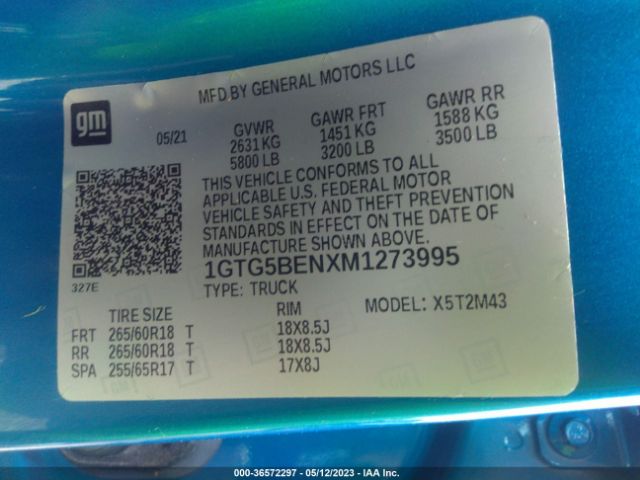 MFD BY GENERAL MOTORS LLC
gm
05/21
GVWR GAWR FRT GAWR RR
2631 KG 1451 KG 1588 KG
5800 LB 3200 LB 3500 LB
THIS VEHICLE CONFORMS TO ALL
APPLICABLE U.S. FEDERAL MOTOR
VEHICLE SAFETY AND THEFT PREVENTION
STANDARDS IN EFFECT ON THE DATE OF
MANUFACTURE SHOWN ABOVE.
327E
1GTG5BENXM1273995
TYPE: TRUCK MODEL: X5T2M43
TIRE SIZE RIM
FRT 265/60R18 T 18X8.5J
RR 265/60R18 T 18X8.5J
SPA 255/65R17 T 17X8J
000-36572297 - 05/12/2023 - IAA Inc.